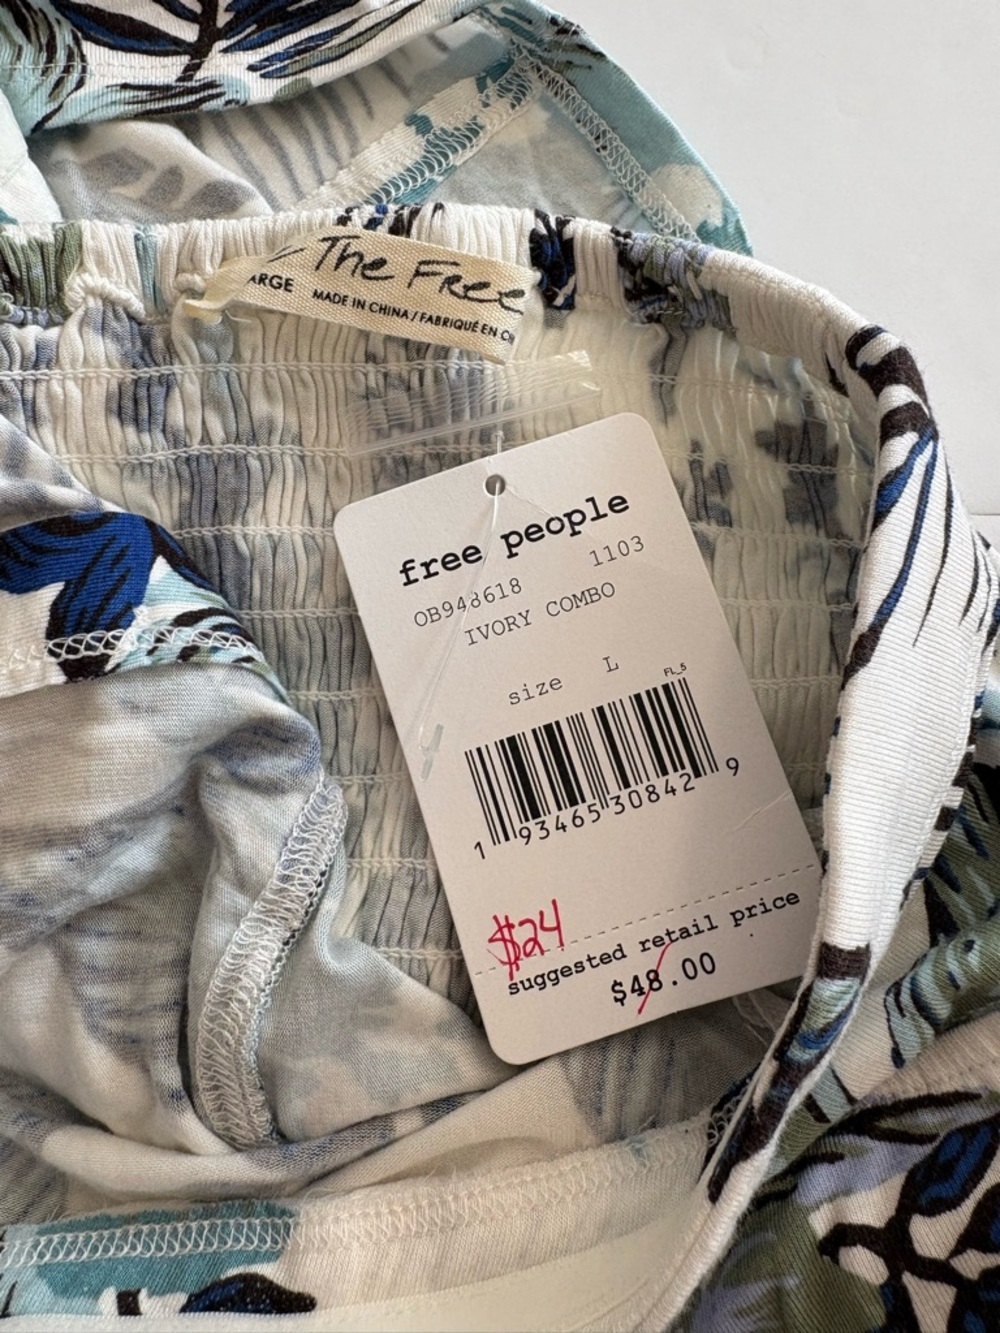 The Free
ARGE MADE IN CHINA / FABRIQUÉ EN
free people
OB948618 1103
IVORY COMBO
size L
FL_5
1 93465 30842 9
$24
suggested retail price
$48.00